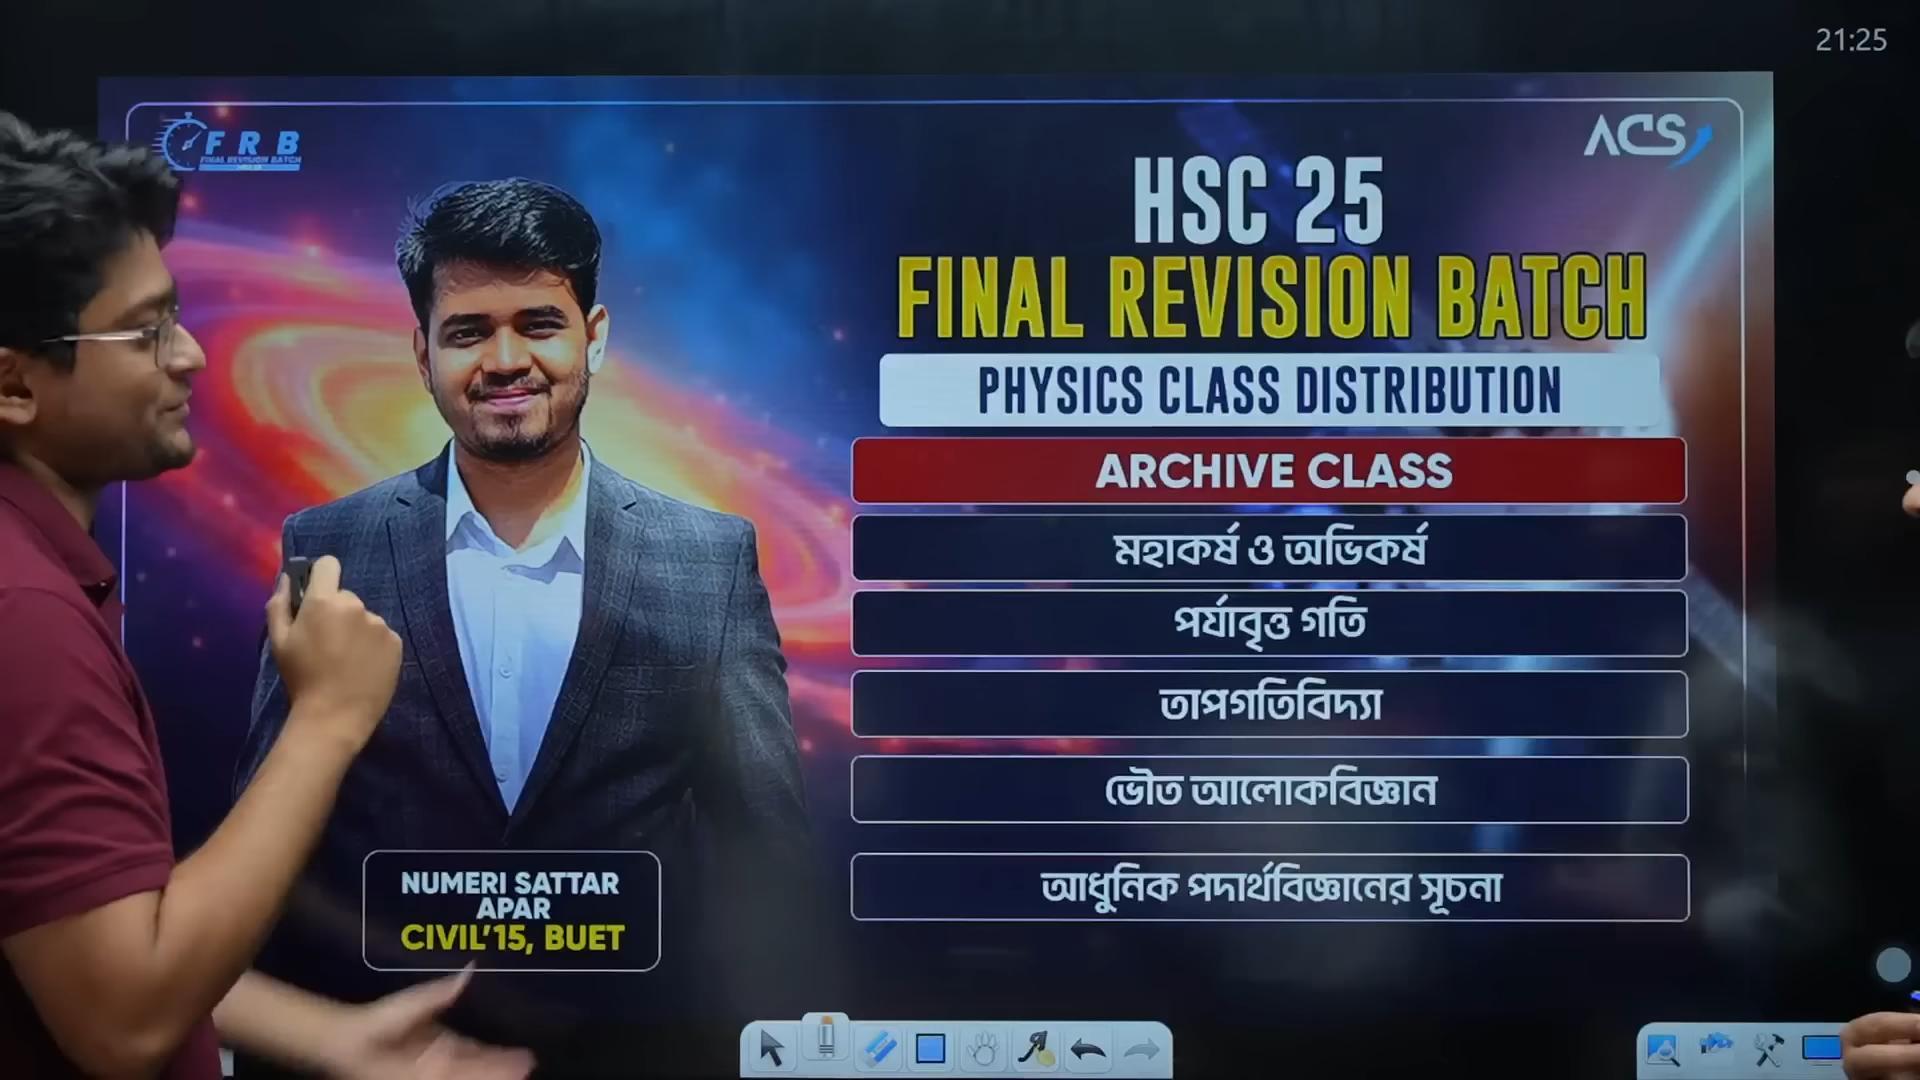 21:25
FRB
FINAL REVISION BATCH
ACS
HSC 25
FINAL REVISION BATCH
PHYSICS CLASS DISTRIBUTION
ARCHIVE CLASS
মহাকর্ষ ও অভিকর্ষ
পর্যাবৃত্ত গতি
তাপগতিবিদ্যা
ভৌত আলোকবিজ্ঞান
আধুনিক পদার্থবিজ্ঞানের সূচনা
NUMERI SATTAR
APAR
CIVIL'15, BUET